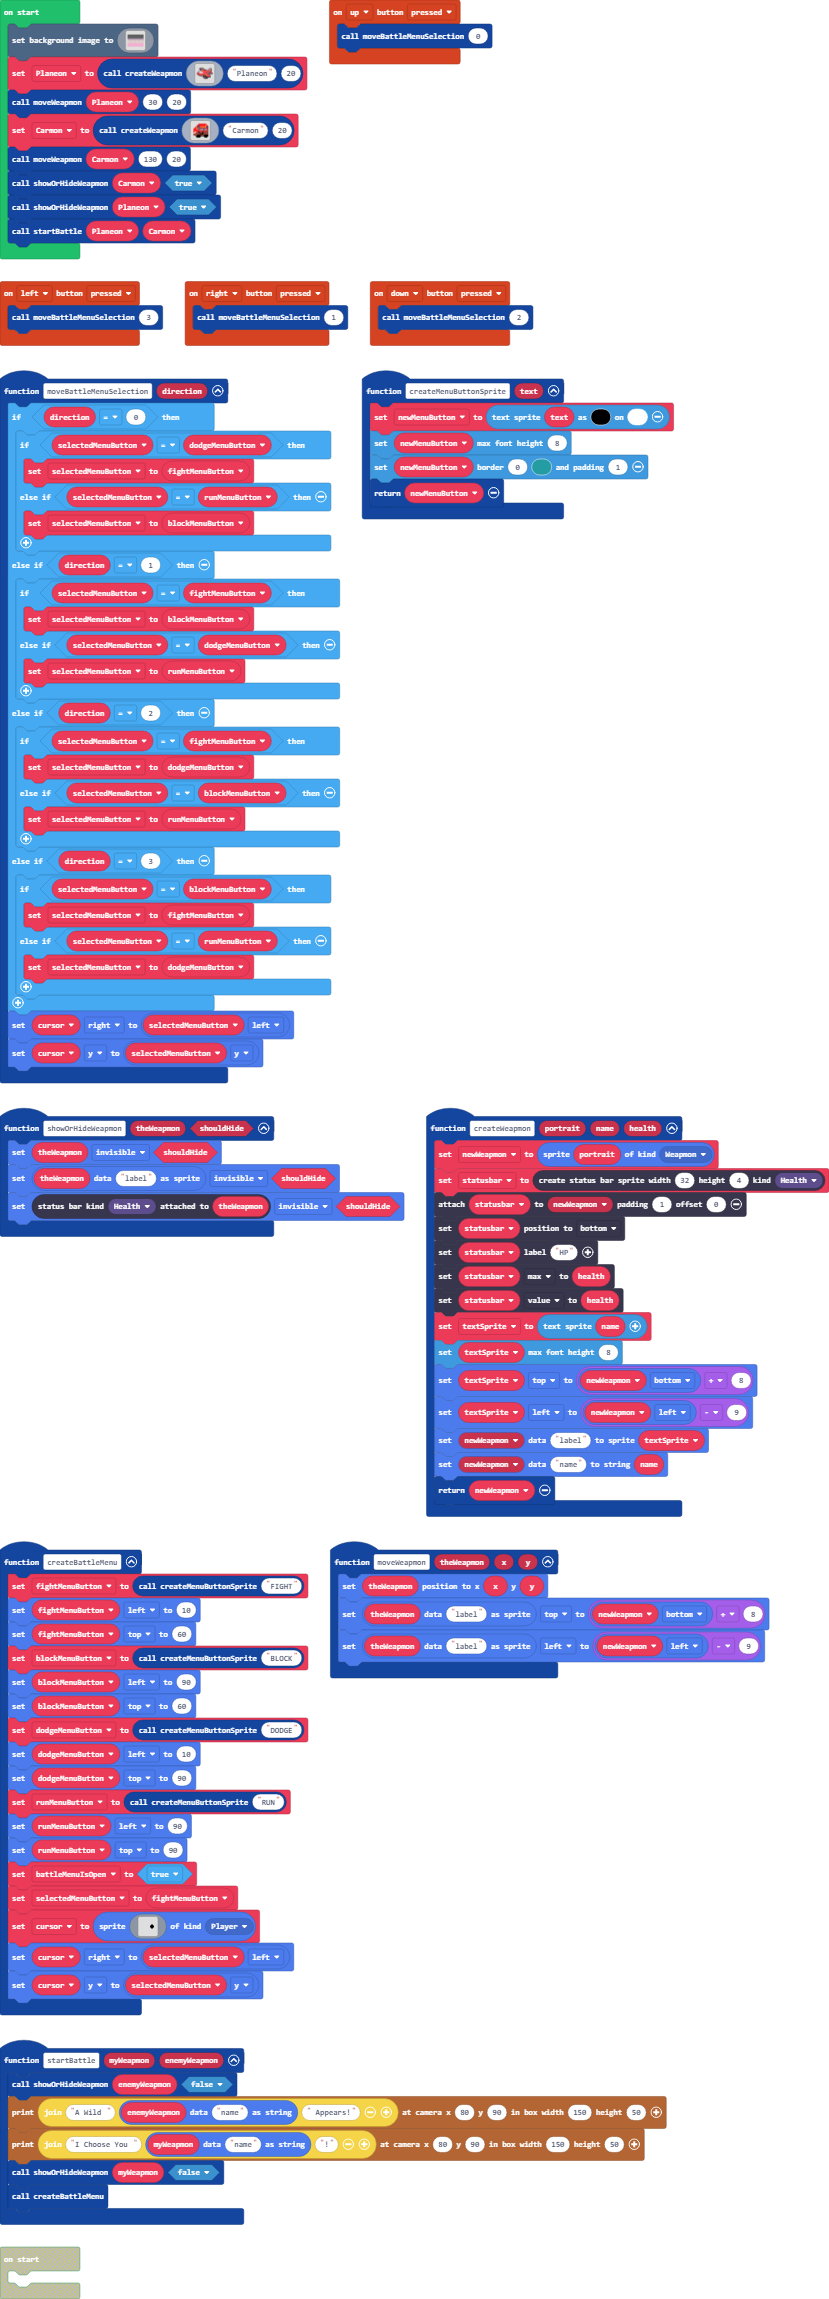 on start
set background image to
set Planeon to call createWeapmon "Planeon" 20
call moveWeapmon Planeon 30 20
set Carmon to call createWeapmon "Carmon" 20
call moveWeapmon Carmon 130 20
call showOrHideWeapmon Carmon true
call showOrHideWeapmon Planeon true
call startBattle Planeon Carmon
on up button pressed
call moveBattleMenuSelection 0
on left button pressed
call moveBattleMenuSelection 3
on right button pressed
call moveBattleMenuSelection 1
on down button pressed
call moveBattleMenuSelection 2
function moveBattleMenuSelection direction
if direction = 0 then
if selectedMenuButton = dodgeMenuButton then
set selectedMenuButton to fightMenuButton
else if selectedMenuButton = runMenuButton then
set selectedMenuButton to blockMenuButton
else if direction = 1 then
if selectedMenuButton = fightMenuButton then
set selectedMenuButton to blockMenuButton
else if selectedMenuButton = dodgeMenuButton then
set selectedMenuButton to runMenuButton
else if direction = 2 then
if selectedMenuButton = fightMenuButton then
set selectedMenuButton to dodgeMenuButton
else if selectedMenuButton = blockMenuButton then
set selectedMenuButton to runMenuButton
else if direction = 3 then
if selectedMenuButton = blockMenuButton then
set selectedMenuButton to fightMenuButton
else if selectedMenuButton = runMenuButton then
set selectedMenuButton to dodgeMenuButton
set cursor right to selectedMenuButton left
set cursor y to selectedMenuButton y
function createMenuButtonSprite text
set newMenuButton to text sprite text as on
set newMenuButton max font height 8
set newMenuButton border 0 and padding 1
return newMenuButton
function showOrHideWeapmon theWeapmon shouldHide
set theWeapmon invisible shouldHide
set theWeapmon data "label" as sprite invisible shouldHide
set status bar kind Health attached to theWeapmon invisible shouldHide
function createWeapmon portrait name health
set newWeapmon to sprite portrait of kind Weapmon
set statusbar to create status bar sprite width 32 height 4 kind Health
attach statusbar to newWeapmon padding 1 offset 0
set statusbar position to bottom
set statusbar label "HP"
set statusbar max to health
set statusbar value to health
set textSprite to text sprite name
set textSprite max font height 8
set textSprite top to newWeapmon bottom + 8
set textSprite left to newWeapmon left - 9
set newWeapmon data "label" to sprite textSprite
set newWeapmon data "name" to string name
return newWeapmon
function createBattleMenu
set fightMenuButton to call createMenuButtonSprite "FIGHT"
set fightMenuButton left to 10
set fightMenuButton top to 60
set blockMenuButton to call createMenuButtonSprite "BLOCK"
set blockMenuButton left to 90
set blockMenuButton top to 60
set dodgeMenuButton to call createMenuButtonSprite "DODGE"
set dodgeMenuButton left to 10
set dodgeMenuButton top to 90
set runMenuButton to call createMenuButtonSprite "RUN"
set runMenuButton left to 90
set runMenuButton top to 90
set battleMenuIsOpen to true
set selectedMenuButton to fightMenuButton
set cursor to sprite of kind Player
set cursor right to selectedMenuButton left
set cursor y to selectedMenuButton y
function moveWeapmon theWeapmon x y
set theWeapmon position to x x y y
set theWeapmon data "label" as sprite top to newWeapmon bottom + 8
set theWeapmon data "label" as sprite left to newWeapmon left - 9
function startBattle myWeapmon enemyWeapmon
call showOrHideWeapmon enemyWeapmon false
print join "A Wild " enemyWeapmon data "name" as string " Appears!" at camera x 80 y 90 in box width 150 height 50
print join "I Choose You " myWeapmon data "name" as string "!" at camera x 80 y 90 in box width 150 height 50
call showOrHideWeapmon myWeapmon false
call createBattleMenu
on start